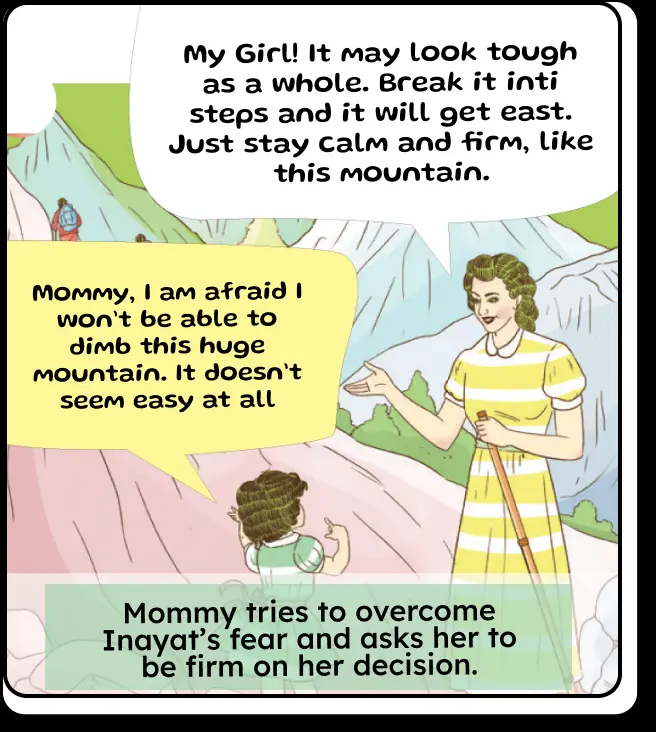 My Girl! It may look tough
as a whole. Break it inti
steps and it will get east.
Just stay calm and firm, like
this mountain.
Mommy, I am afraid I
won't be able to
dimb this huge
mountain. It doesn't
seem easy at all
Mommy tries to overcome
Inayat's fear and asks her to
be firm on her decision.